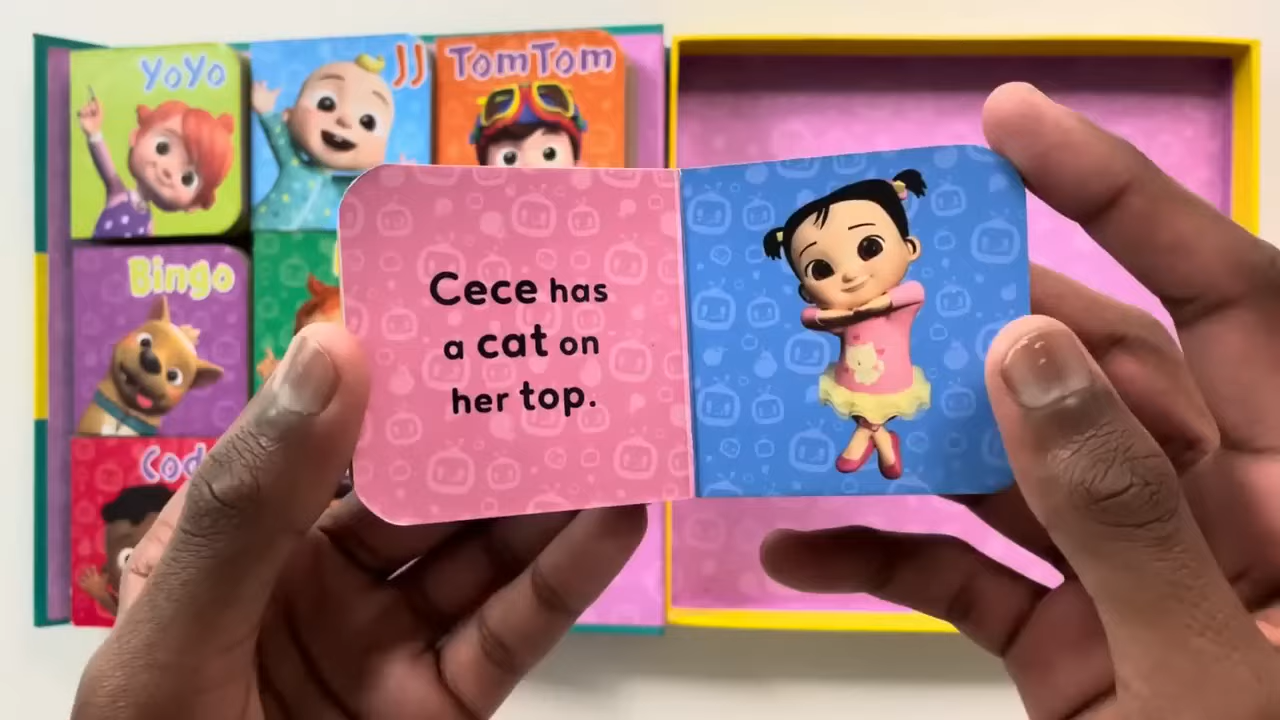 YoYo
JJ
TomTom
Bingo
Cece has
a cat on
her top.